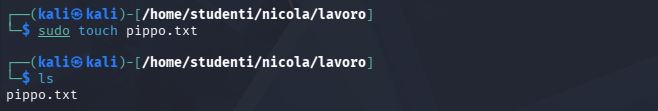 ┌──(kali㉿kali)-[/home/studenti/nicola/lavoro]
└─$ sudo touch pippo.txt
┌──(kali㉿kali)-[/home/studenti/nicola/lavoro]
└─$ ls
pippo.txt